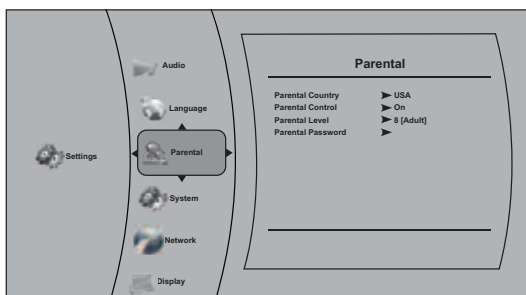 Settings
Audio
Language
Parental
System
Network
Display
Parental
Parental Country USA
Parental Control On
Parental Level 8 [Adult]
Parental Password